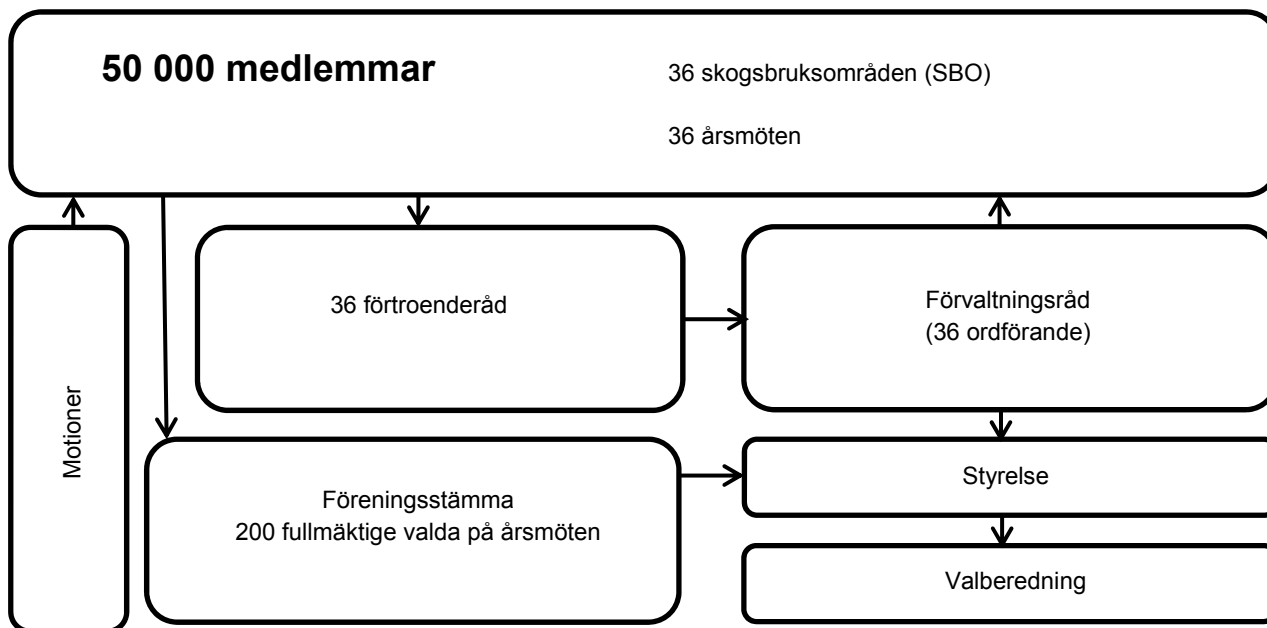 50 000 medlemmar
36 skogsbruksområden (SBO)
36 årsmöten
36 förtroenderåd
Förvaltningsråd
(36 ordförande)
Motioner
Föreningsstämma
200 fullmäktige valda på årsmöten
Styrelse
Valberedning